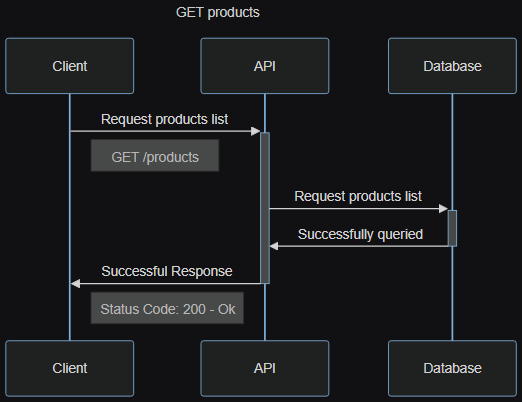 GET products
Client
API
Database
Request products list
GET /products
Request products list
Successfully queried
Successful Response
Status Code: 200 - Ok
Client
API
Database